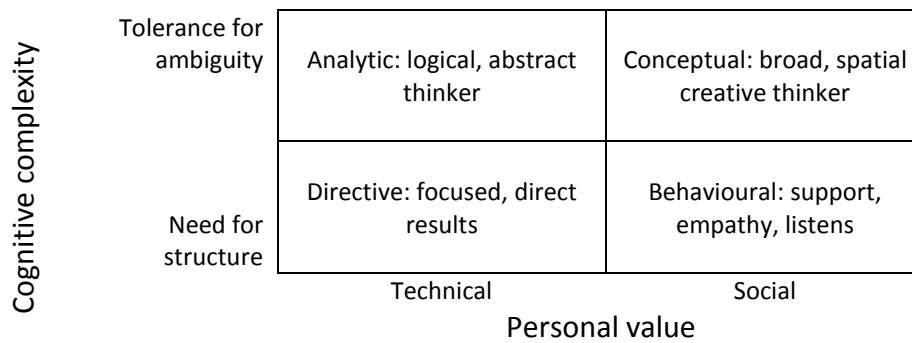 Cognitive complexity
Tolerance for
ambiguity
Analytic: logical, abstract
thinker
Conceptual: broad, spatial
creative thinker
Need for
structure
Directive: focused, direct
results
Behavioural: support,
empathy, listens
Technical
Social
Personal value